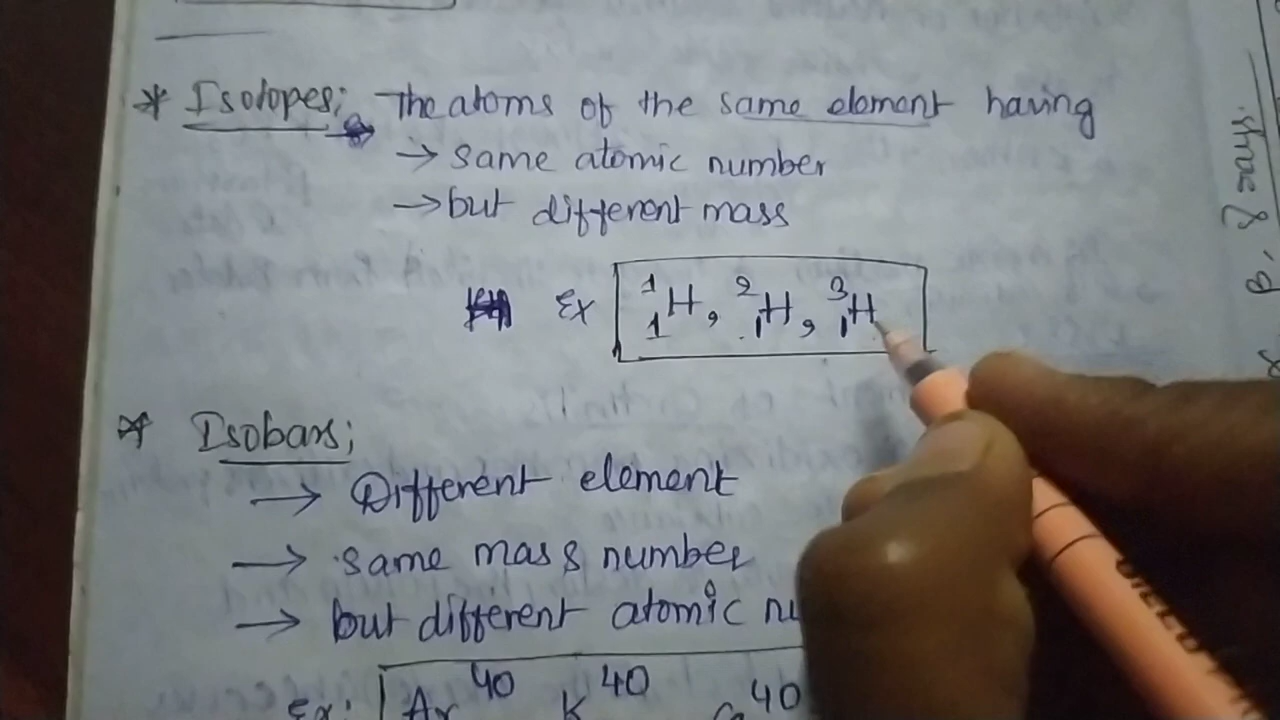 * Isotopes; The atoms of the same element having
→ same atomic number
→ but different mass
Ex ¹₁H, ²₁H, ³₁H
* Isobars;
→ Different element
→ same mass number
→ but different atomic
Ex: Ar⁴⁰ K⁴⁰ Ca⁴⁰